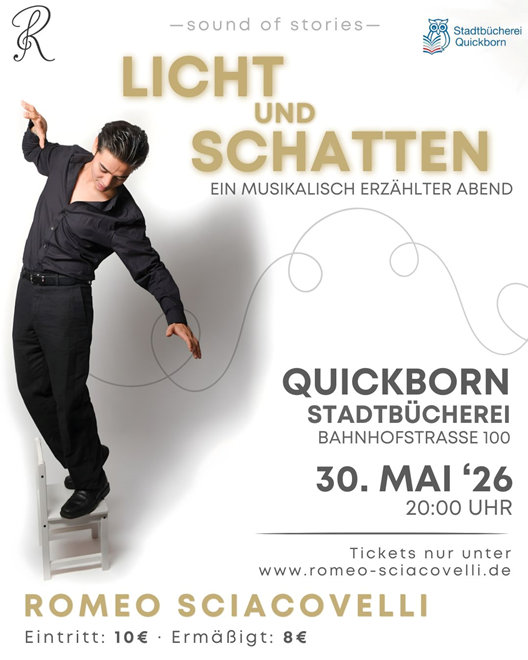 —sound of stories—
Stadtbücherei
Quickborn
LICHT
UND
SCHATTEN
EIN MUSIKALISCH ERZÄHLTER ABEND
QUICKBORN
STADTBÜCHEREI
BAHNHOFSTRASSE 100
30. MAI ‘26
20:00 UHR
Tickets nur unter
www.romeo-sciacovelli.de
ROMEO SCIACOVELLI
Eintritt: 10€ · Ermäßigt: 8€